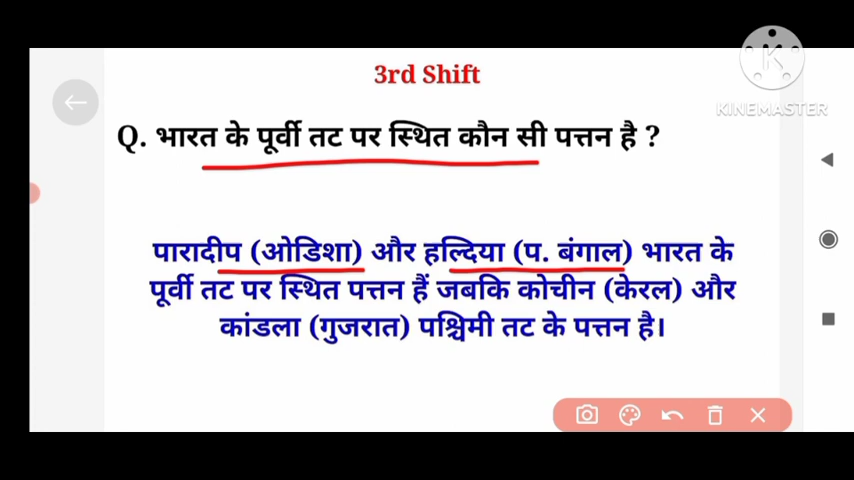 3rd Shift
KINEMASTER
Q. भारत के पूर्वी तट पर स्थित कौन सी पत्तन है ?
पारादीप (ओडिशा) और हल्दिया (प. बंगाल) भारत के
पूर्वी तट पर स्थित पत्तन हैं जबकि कोचीन (केरल) और
कांडला (गुजरात) पश्चिमी तट के पत्तन है।